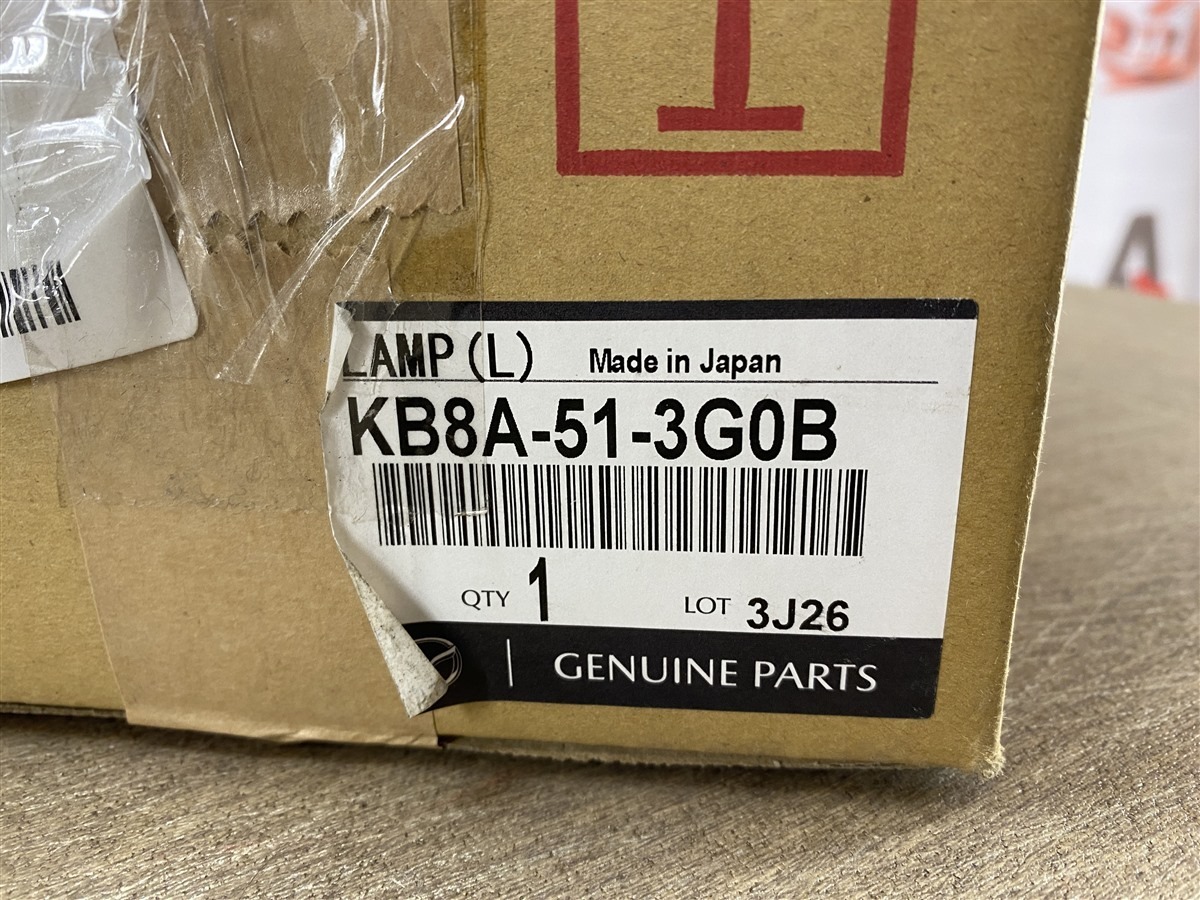 LAMP (L) Made in Japan
KB8A-51-3G0B
QTY 1 LOT 3J26
GENUINE PARTS